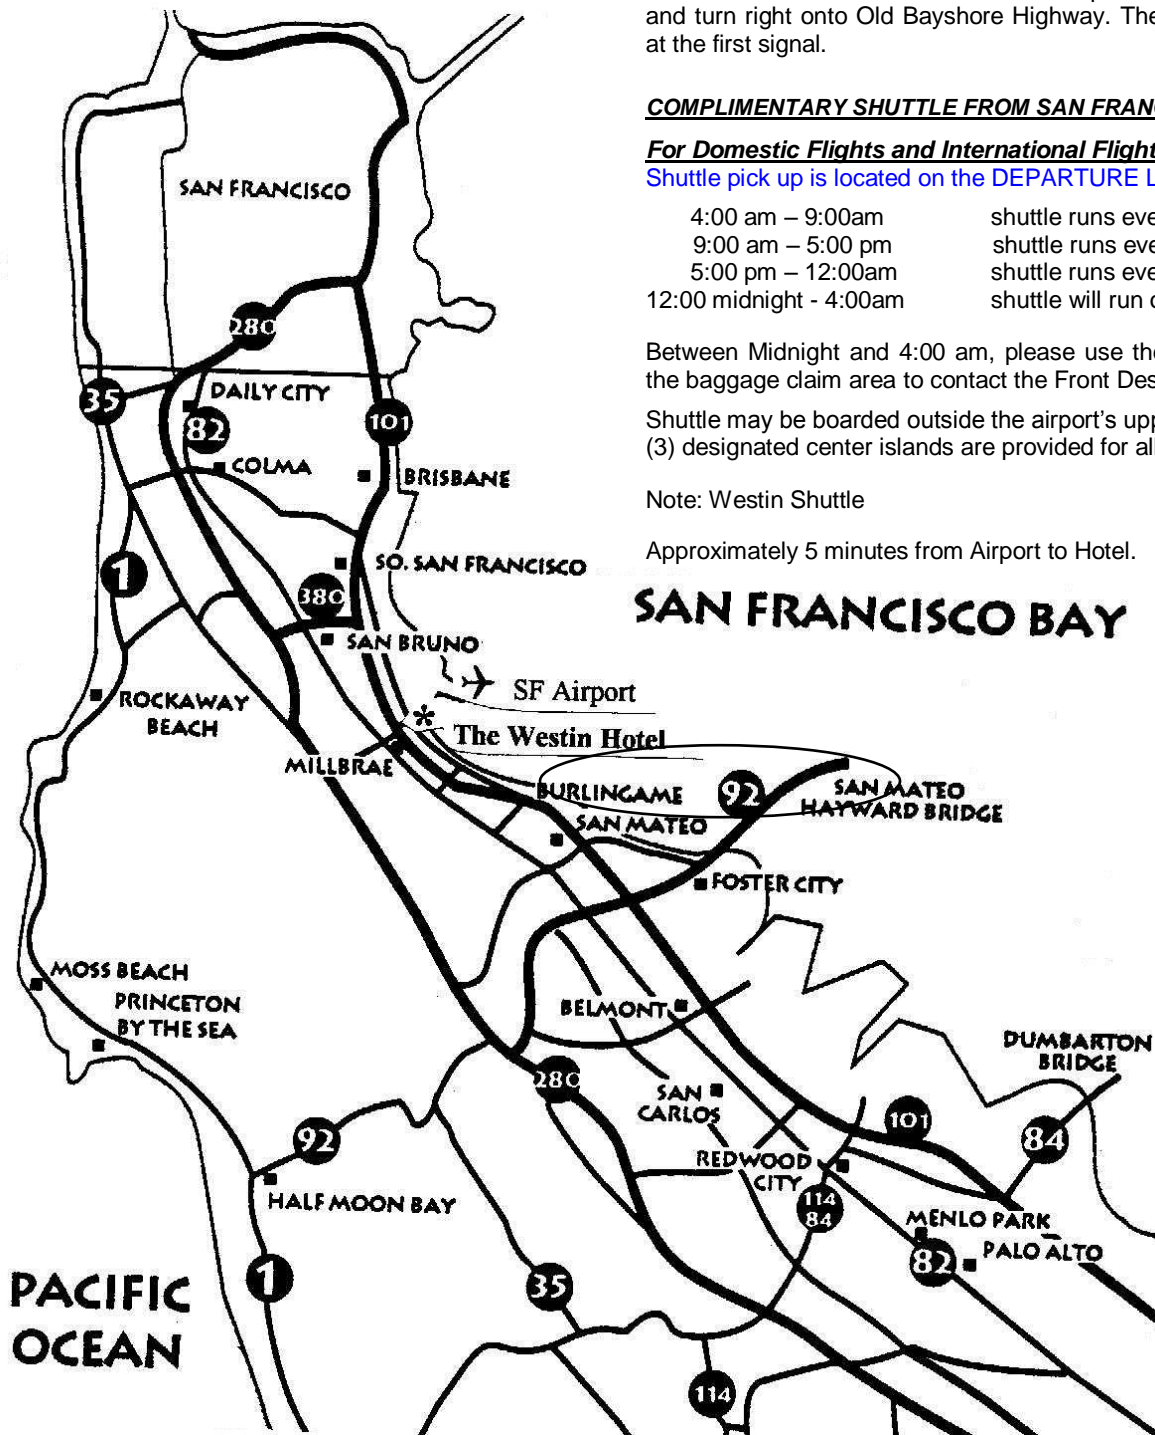 and turn right onto Old Bayshore Highway. The
at the first signal.
COMPLIMENTARY SHUTTLE FROM SAN FRANC
For Domestic Flights and International Flight
Shuttle pick up is located on the DEPARTURE L
4:00 am – 9:00am shuttle runs eve
9:00 am – 5:00 pm shuttle runs eve
5:00 pm – 12:00am shuttle runs eve
12:00 midnight - 4:00am shuttle will run
Between Midnight and 4:00 am, please use the
the baggage claim area to contact the Front Des
Shuttle may be boarded outside the airport's upp
(3) designated center islands are provided for all
Note: Westin Shuttle
Approximately 5 minutes from Airport to Hotel.
SAN FRANCISCO
280
35
DAILY CITY
82
101
COLMA
BRISBANE
1
SO. SAN FRANCISCO
380
SAN FRANCISCO BAY
SAN BRUNO
SF Airport
ROCKAWAY
BEACH
*
The Westin Hotel
MILLBRAE
BURLINGAME
92
SAN MATEO
HAYWARD BRIDGE
SAN MATEO
FOSTER CITY
MOSS BEACH
PRINCETON
BY THE SEA
BELMONT
DUMBARTON
BRIDGE
280
SAN
CARLOS
101
84
92
REDWOOD
CITY
HALF MOON BAY
114
84
MENLO PARK
82
PALO ALTO
1
35
PACIFIC
OCEAN
114